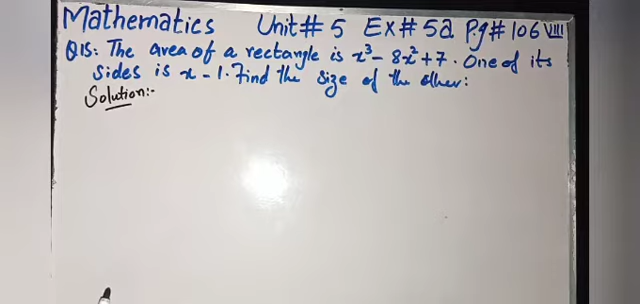 Mathematics Unit# 5 Ex# 5a Pg# 106 VIII
Q15: The area of a rectangle is x³ - 8x² + 7. One of its
sides is x - 1. Find the size of the other:
Solution:-